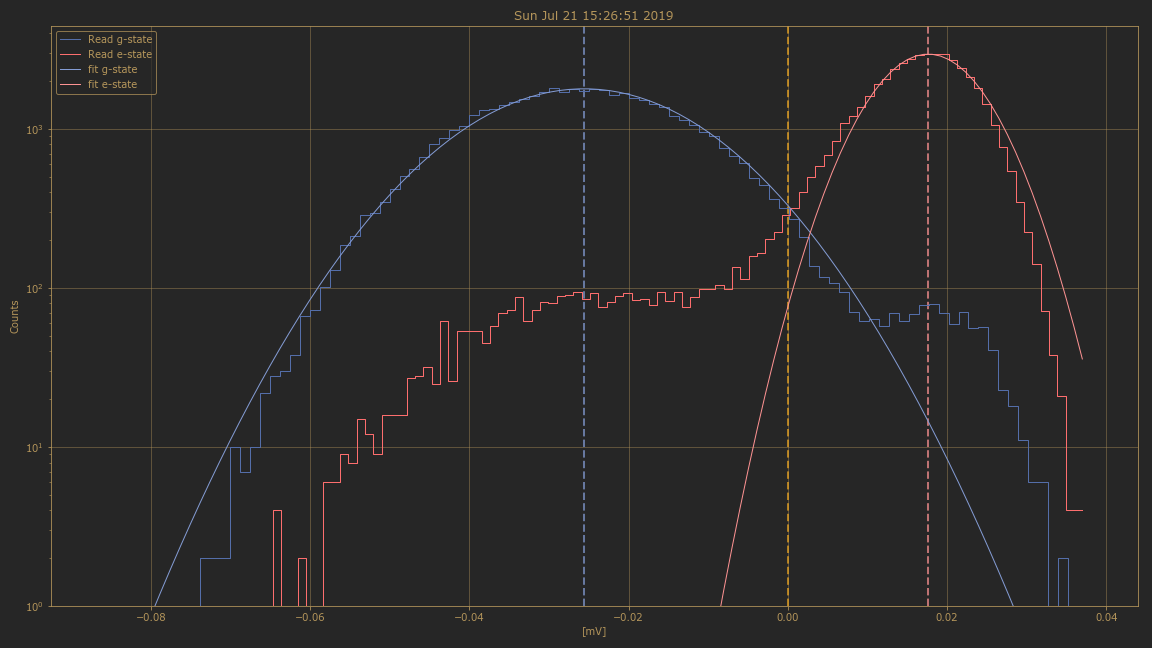 Sun Jul 21 15:26:51 2019
Read g-state
Read e-state
fit g-state
fit e-state
Counts
10³
10²
10¹
10⁰
−0.08 −0.06 −0.04 −0.02 0.00 0.02 0.04
[mV]